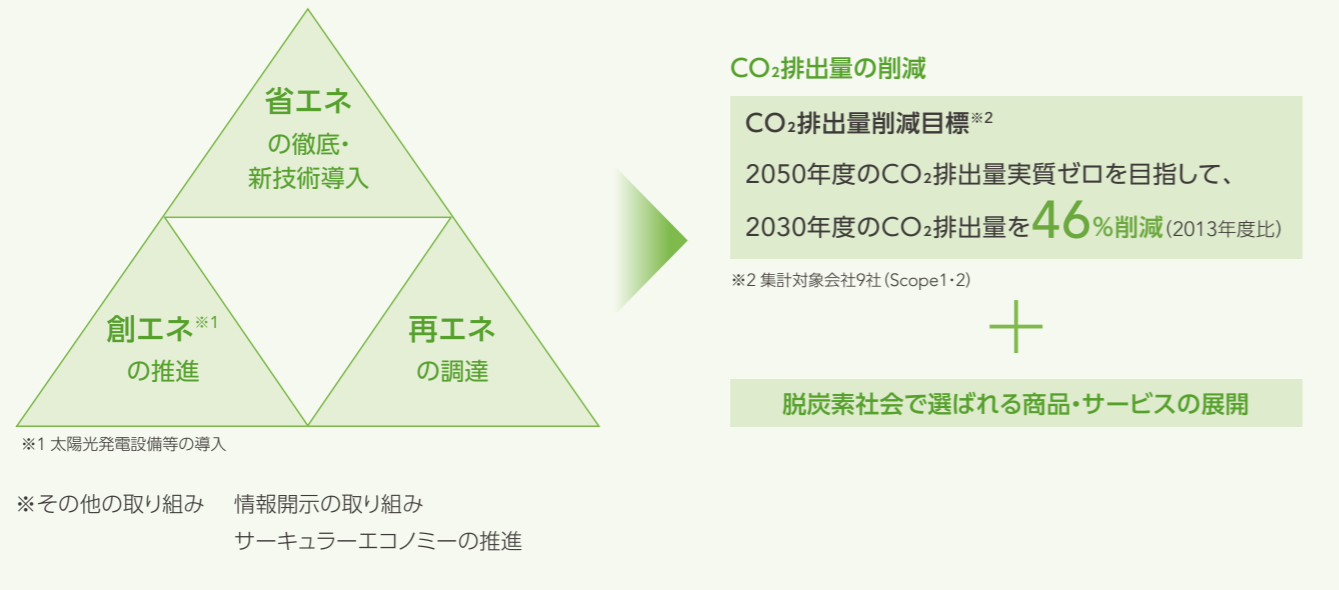 省エネ
の徹底・
新技術導入
創エネ※1
の推進
再エネ
の調達
※1 太陽光発電設備等の導入
※その他の取り組み　情報開示の取り組み
サーキュラーエコノミーの推進
CO₂排出量の削減
CO₂排出量削減目標※2
2050年度のCO₂排出量実質ゼロを目指して、
2030年度のCO₂排出量を46%削減(2013年度比)
※2 集計対象会社9社(Scope1・2)
＋
脱炭素社会で選ばれる商品・サービスの展開